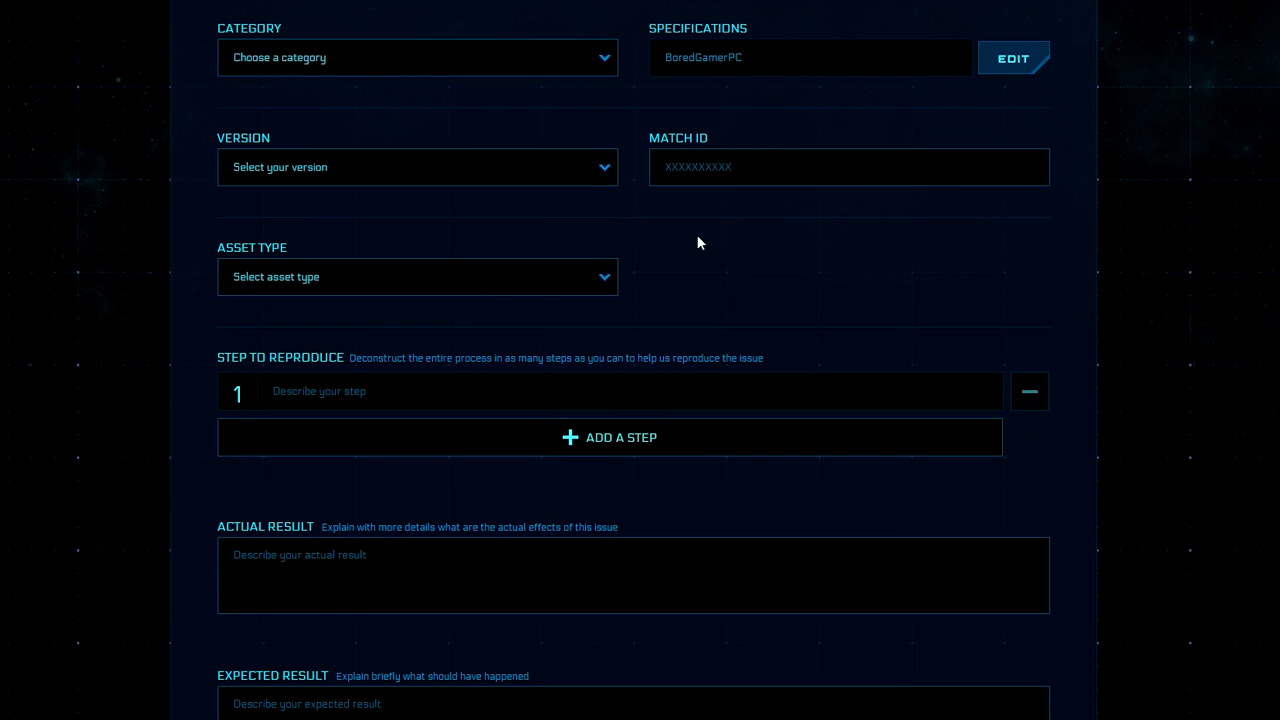 CATEGORY
SPECIFICATIONS
Choose a category
BoredGamerPC
EDIT
VERSION
MATCH ID
Select your version
XXXXXXXXXX
ASSET TYPE
Select asset type
STEP TO REPRODUCE Deconstruct the entire process in as many steps as you can to help us reproduce the issue
1 Describe your step
ADD A STEP
ACTUAL RESULT Explain with more details what are the actual effects of this issue
Describe your actual result
EXPECTED RESULT Explain briefly what should have happened
Describe your expected result